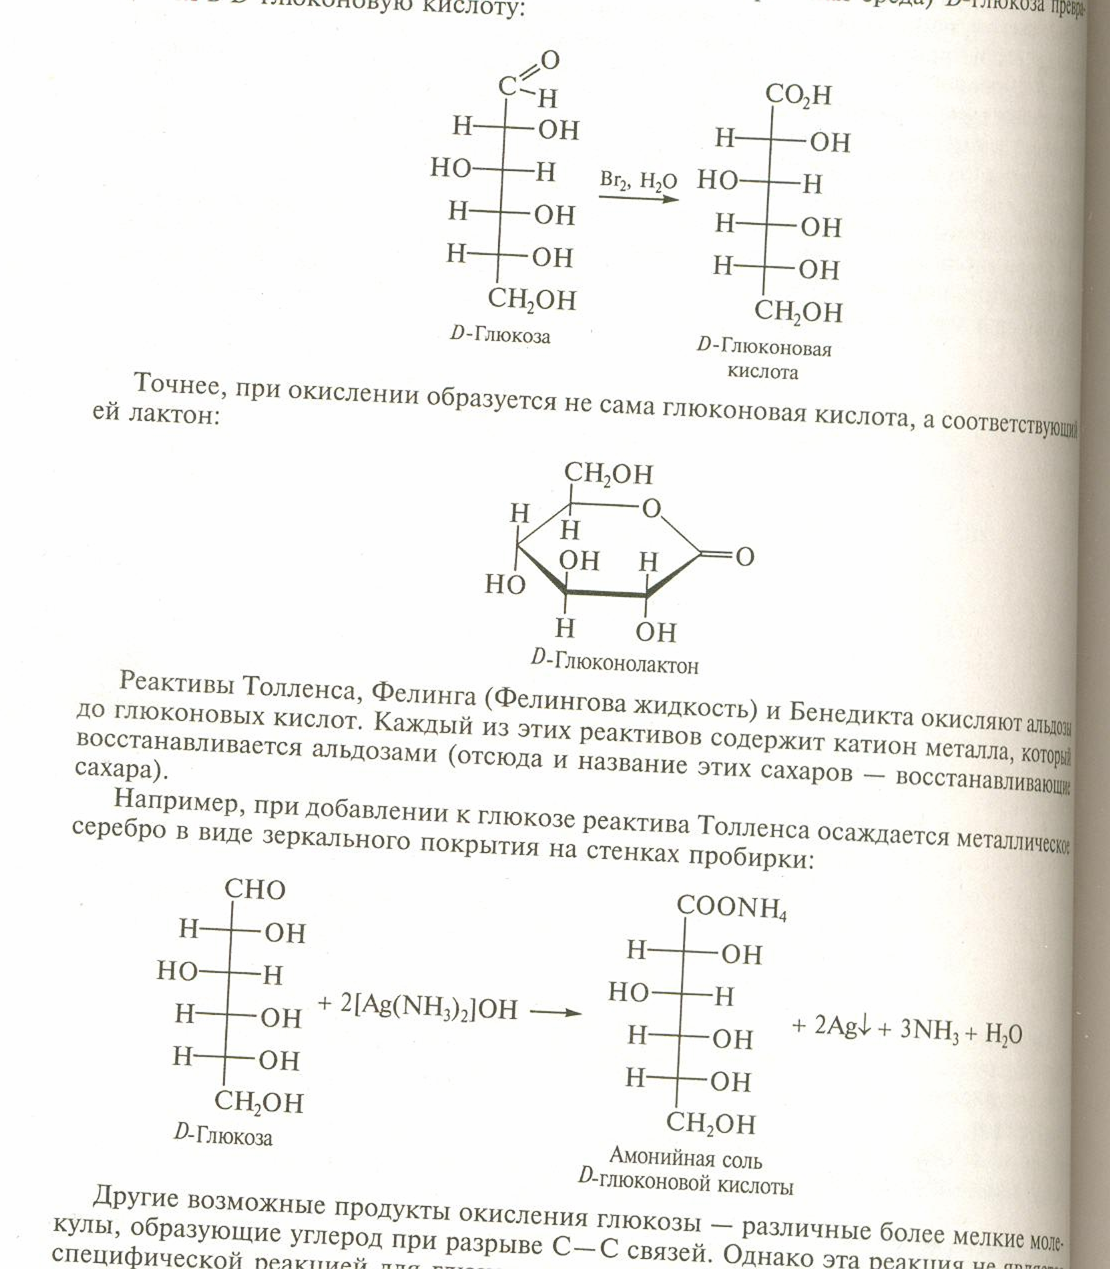 глюконовую кислоту:
D-глюкоза
O
C
H
H OH
HO H
H OH
H OH
CH₂OH
D-Глюкоза
Br₂, H₂O
CO₂H
H OH
HO H
H OH
H OH
CH₂OH
D-Глюконовая
кислота
Точнее, при окислении образуется не сама глюконовая кислота, а соответствующий
ей лактон:
CH₂OH
H O
H
OH H O
HO
H OH
D-Глюконолактон
Реактивы Толленса, Фелинга (Фелингова жидкость) и Бенедикта окисляют альдозы
до глюконовых кислот. Каждый из этих реактивов содержит катион металла, который
восстанавливается альдозами (отсюда и название этих сахаров — восстанавливающие
сахара).
Например, при добавлении к глюкозе реактива Толленса осаждается металлическое
серебро в виде зеркального покрытия на стенках пробирки:
CHO
H OH
HO H
H OH
H OH
CH₂OH
D-Глюкоза
+ 2[Ag(NH₃)₂]OH →
COONH₄
H OH
HO H
H OH
H OH
CH₂OH
Амонийная соль
D-глюконовой кислоты
+ 2Ag↓ + 3NH₃ + H₂O
Другие возможные продукты окисления глюкозы — различные более мелкие моле-
кулы, образующие углерод при разрыве C—C связей. Однако эта реакция не
специфической реакцией для